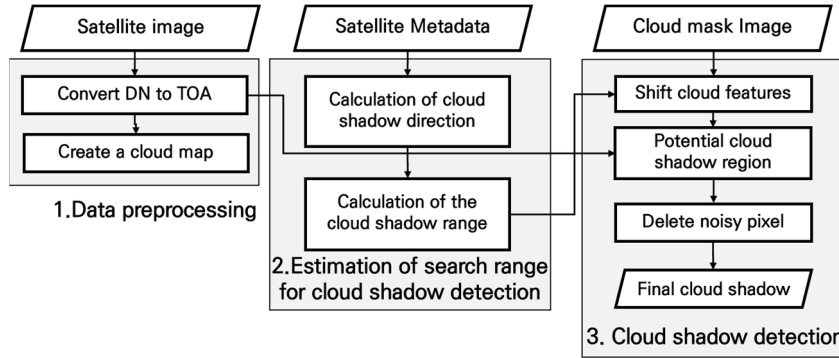 Satellite image
Convert DN to TOA
Create a cloud map
1.Data preprocessing
Satellite Metadata
Calculation of cloud
shadow direction
Calculation of the
cloud shadow range
2.Estimation of search range
for cloud shadow detection
Cloud mask Image
Shift cloud features
Potential cloud
shadow region
Delete noisy pixel
Final cloud shadow
3. Cloud shadow detection